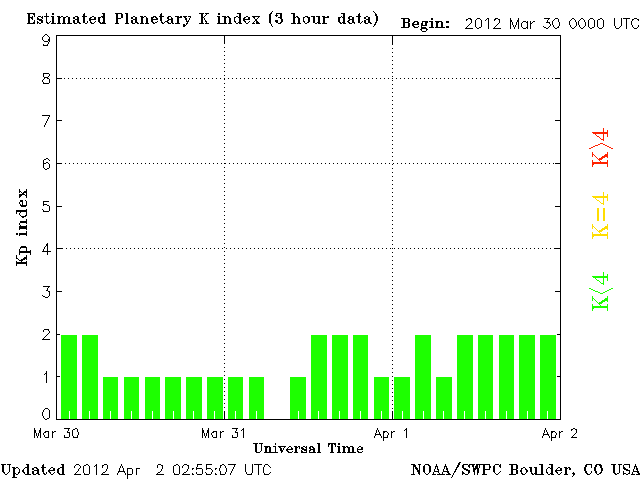 Estimated Planetary K index (3 hour data) Begin: 2012 Mar 30 0000 UTC
9
8
7
6
5
4
3
2
1
0
Kp index
K>4
K=4
K<4
Mar 30 Mar 31 Apr 1 Apr 2
Universal Time
Updated 2012 Apr 2 02:55:07 UTC NOAA/SWPC Boulder, CO USA